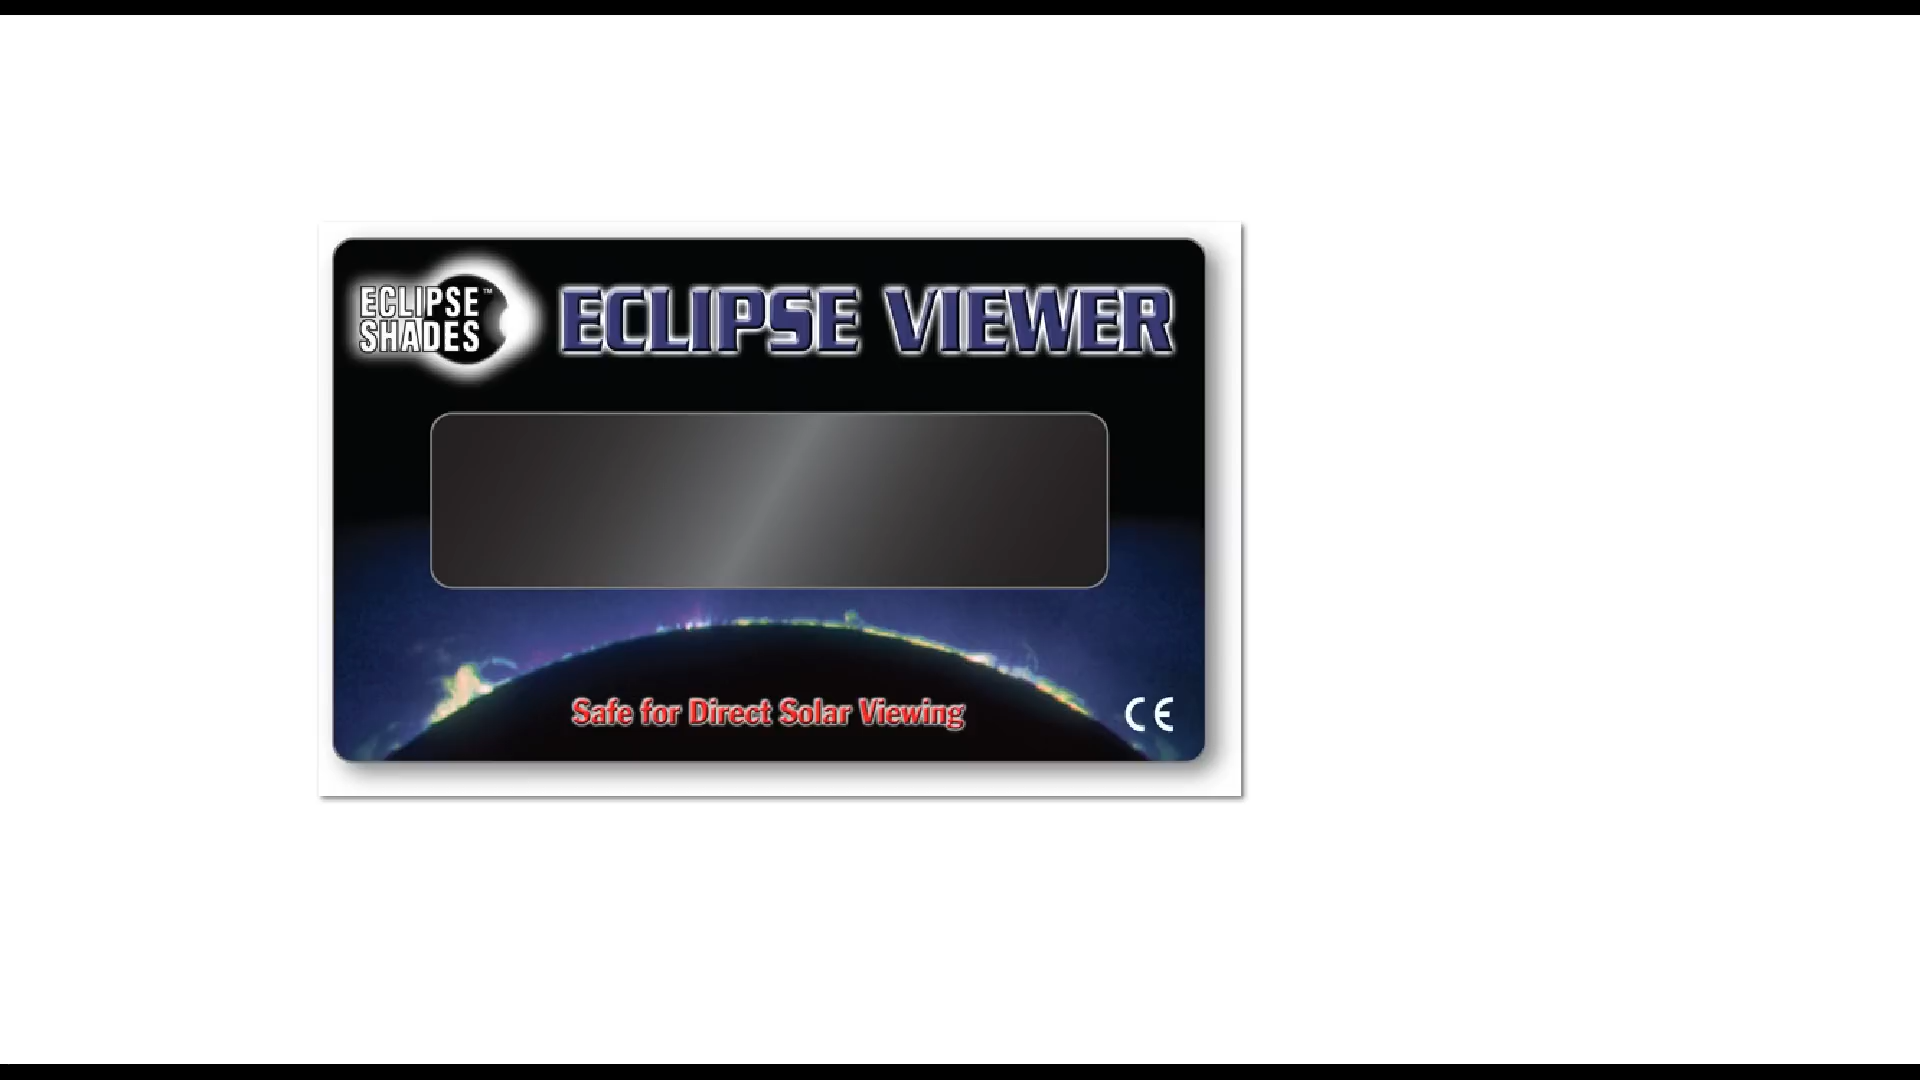 ECLIPSE™
SHADES
ECLIPSE VIEWER
Safe for Direct Solar Viewing
CE